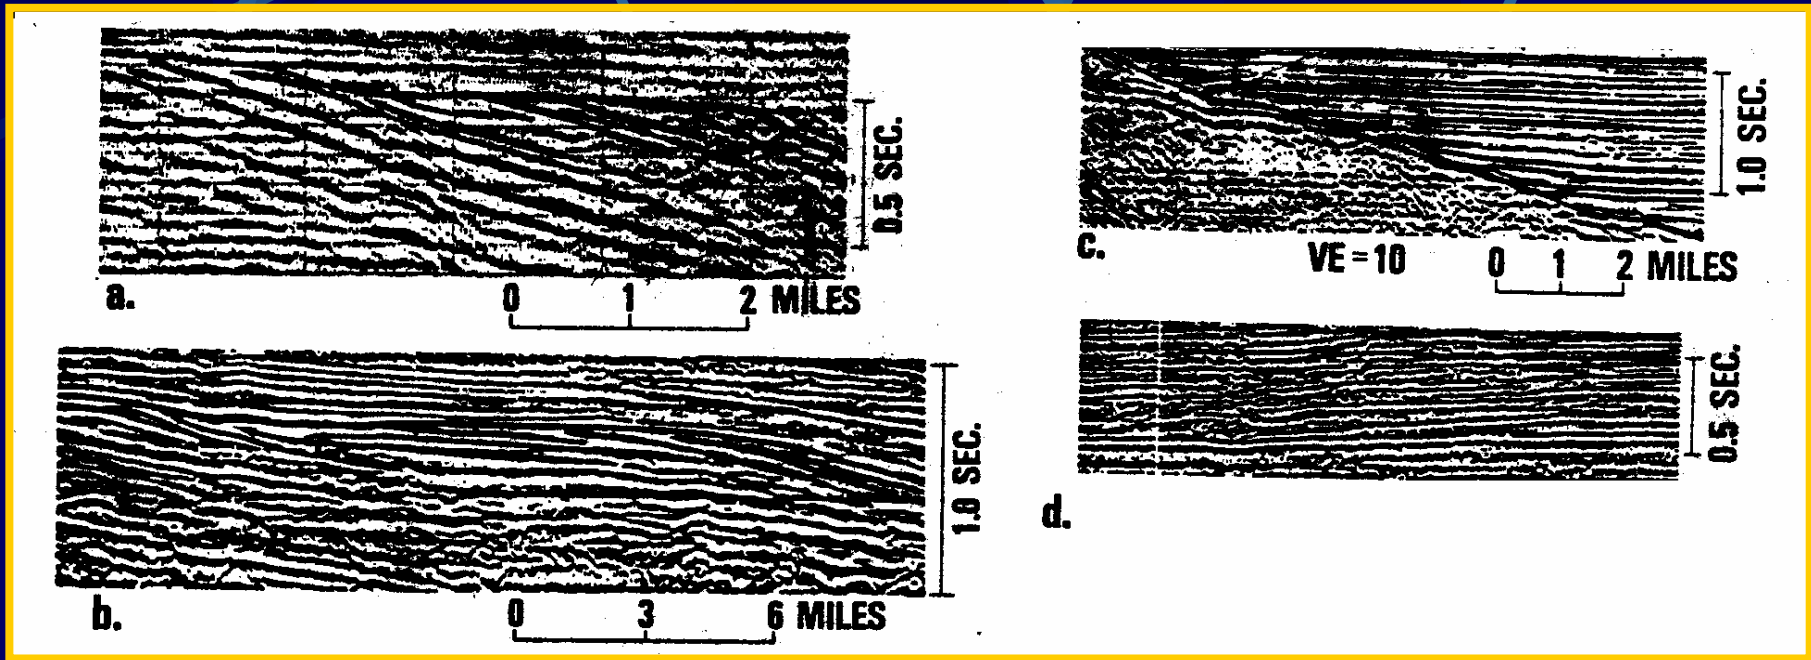 0.5 SEC.
a.
0 1 2 MILES
1.0 SEC.
b.
0 3 6 MILES
1.0 SEC.
c.
VE = 10
0 1 2 MILES
0.5 SEC.
d.